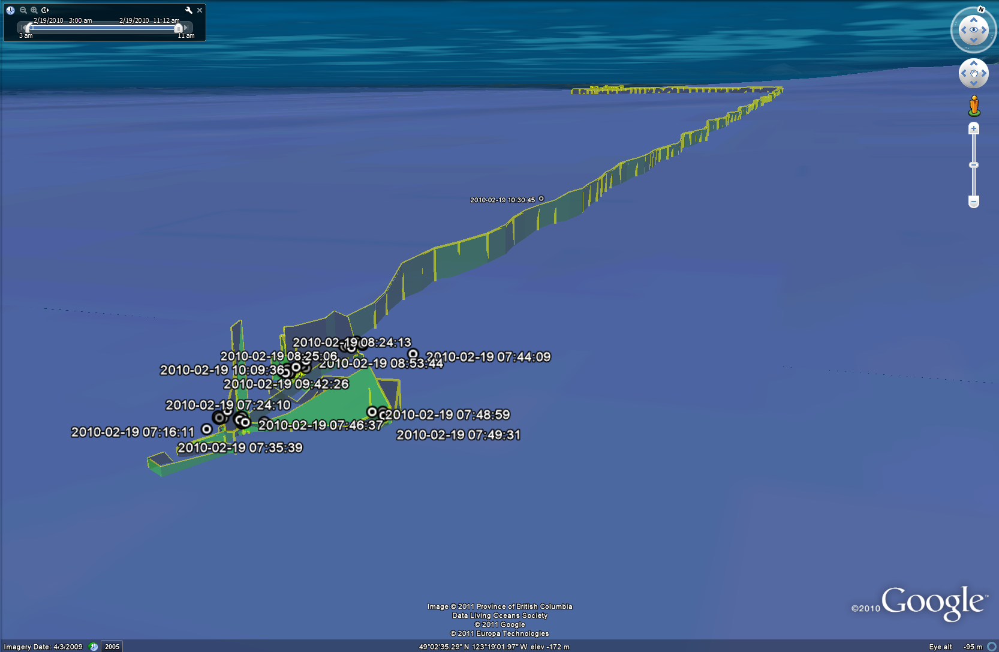 2/19/2010 3:00 am
2/19/2010 11:12 am
3 am
11 am
N
2010-02-19 10:30:45
2010-02-19 08:24:13
2010-02-19 08:25:06
2010-02-19 07:44:09
2010-02-19 08:53:44
2010-02-19 10:09:36
2010-02-19 09:42:26
2010-02-19 07:24:10
2010-02-19 07:48:59
2010-02-19 07:46:37
2010-02-19 07:16:11
2010-02-19 07:49:31
2010-02-19 07:35:39
©2010 Google™
Image © 2011 Province of British Columbia
Data Living Oceans Society
© 2011 Google
© 2011 Europa Technologies
Imagery Date: 4/3/2009 2005
49°02'35.29" N 123°19'01.97" W elev -172 m
Eye alt -95 m